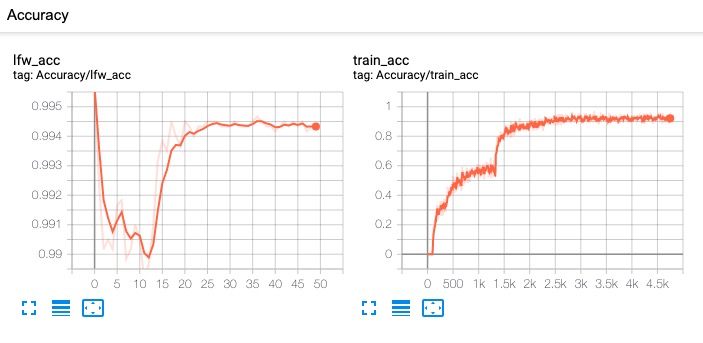 Accuracy
lfw_acc
tag: Accuracy/lfw_acc
0.995
0.994
0.993
0.992
0.991
0.99
0 5 10 15 20 25 30 35 40 45 50
train_acc
tag: Accuracy/train_acc
1
0.8
0.6
0.4
0.2
0
0 500 1k 1.5k 2k 2.5k 3k 3.5k 4k 4.5k